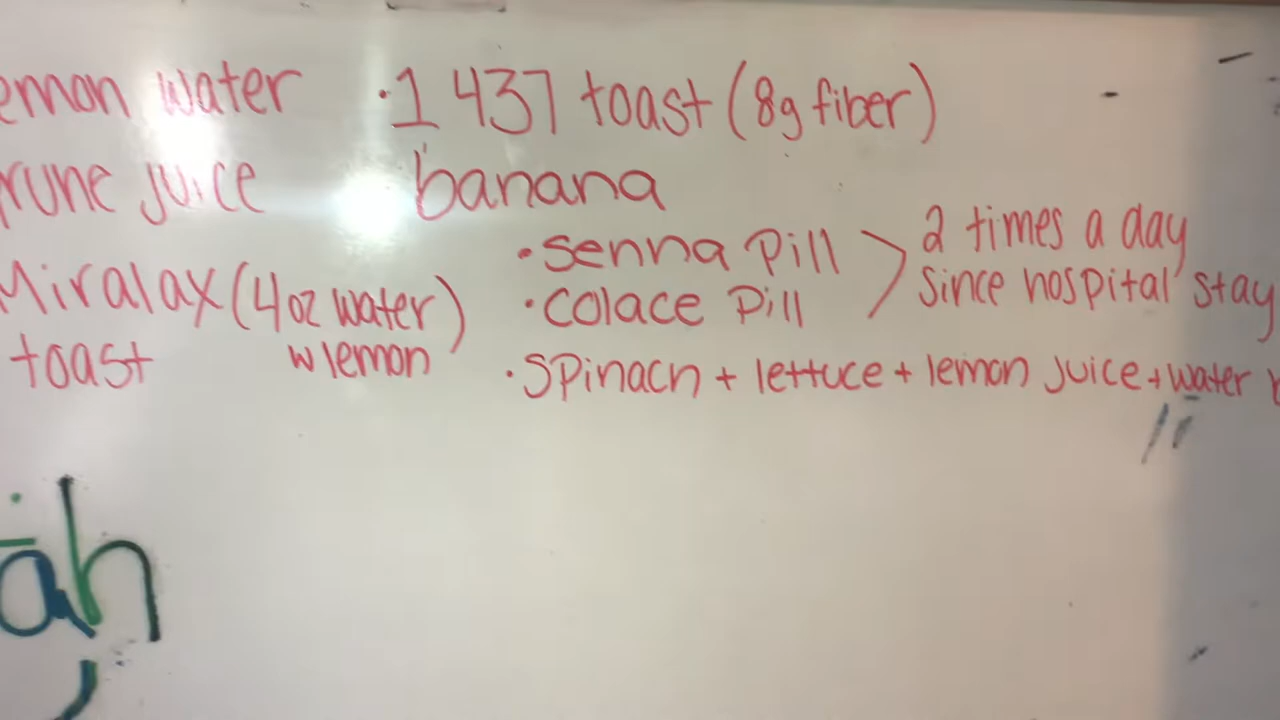 emon water ·1 437 toast (8g fiber)
rune juice banana
·senna Pill > 2 times a day
Miralax (4oz water) ·colace Pill since hospital stay
toast w lemon ·Spinach + lettuce + lemon juice + water
ah